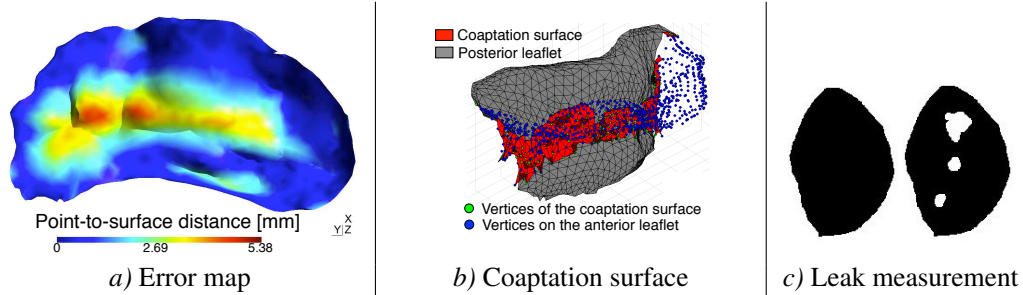 Point-to-surface distance [mm]
0 2.69 5.38
X
Y Z
a) Error map
Coaptation surface
Posterior leaflet
Vertices of the coaptation surface
Vertices on the anterior leaflet
b) Coaptation surface
c) Leak measurement